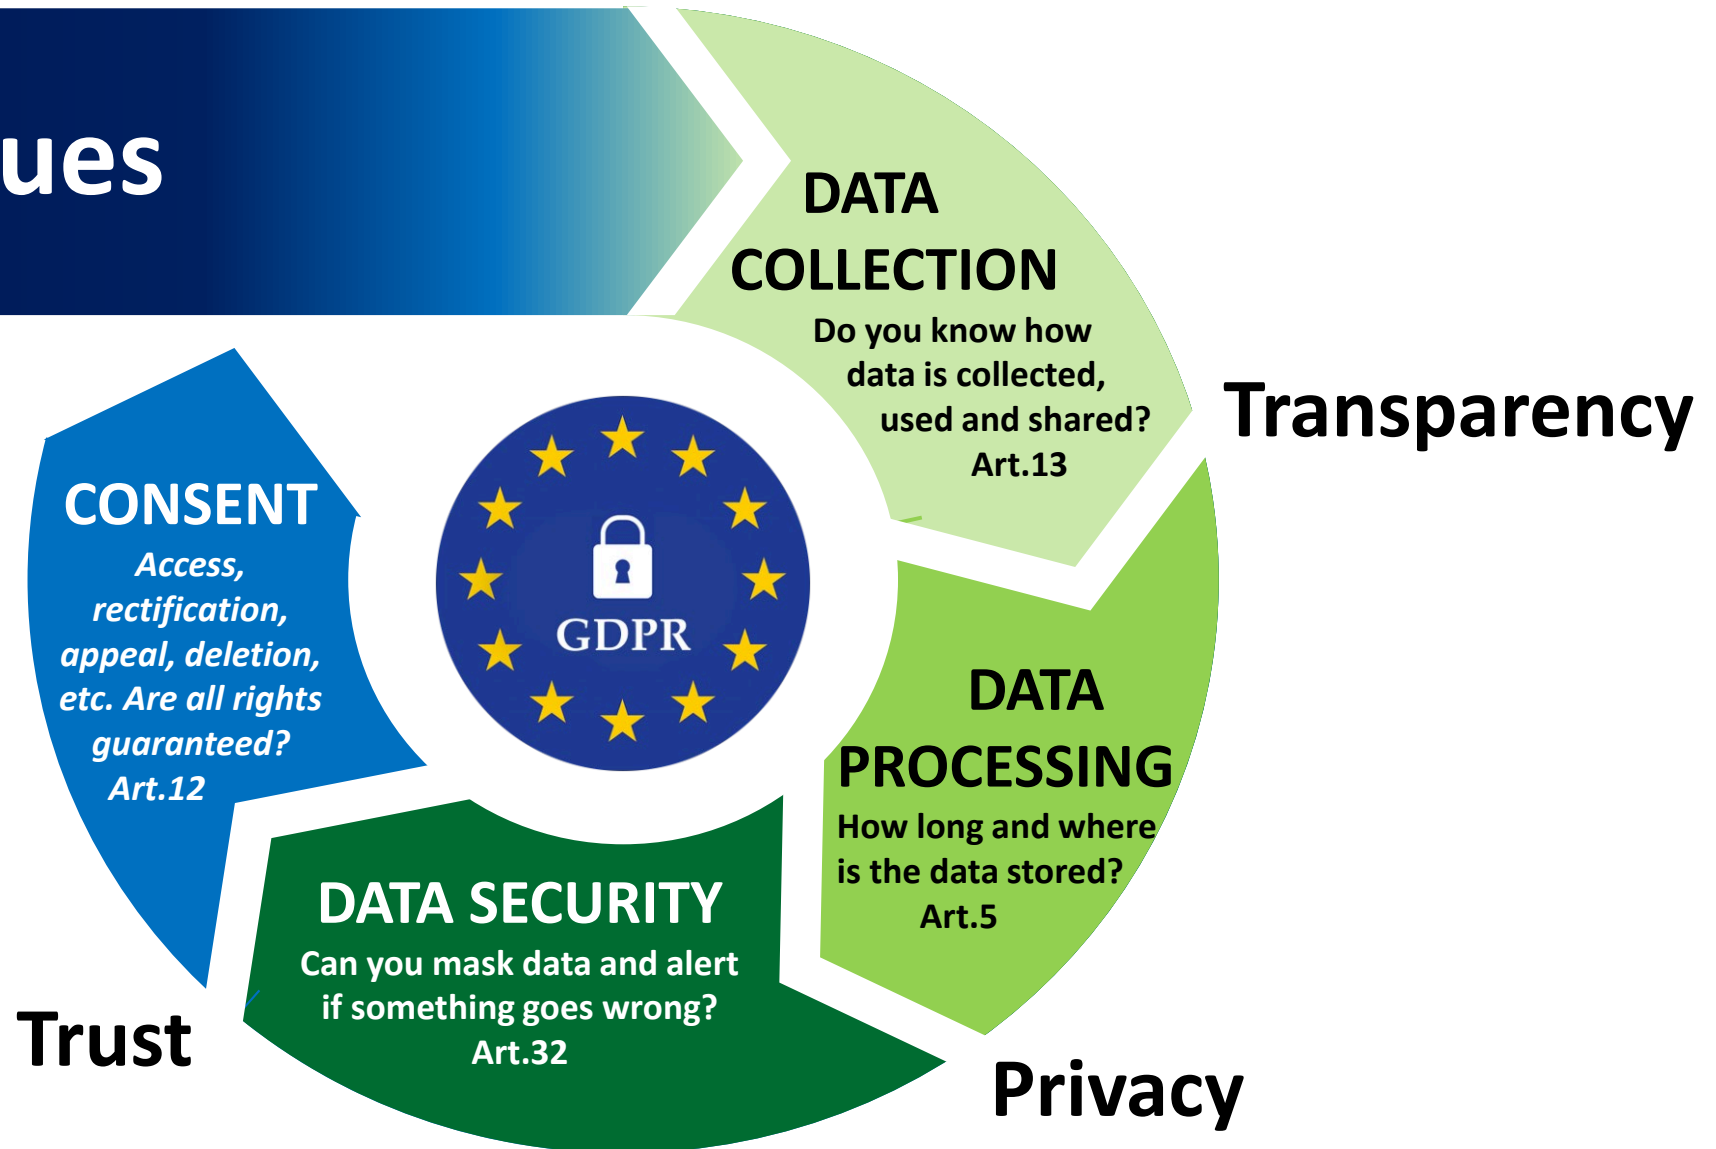 ues
DATA
COLLECTION
Do you know how
data is collected,
used and shared?
Art.13
Transparency
DATA
PROCESSING
How long and where
is the data stored?
Art.5
Privacy
DATA SECURITY
Can you mask data and alert
if something goes wrong?
Art.32
Trust
CONSENT
Access,
rectification,
appeal, deletion,
etc. Are all rights
guaranteed?
Art.12
GDPR